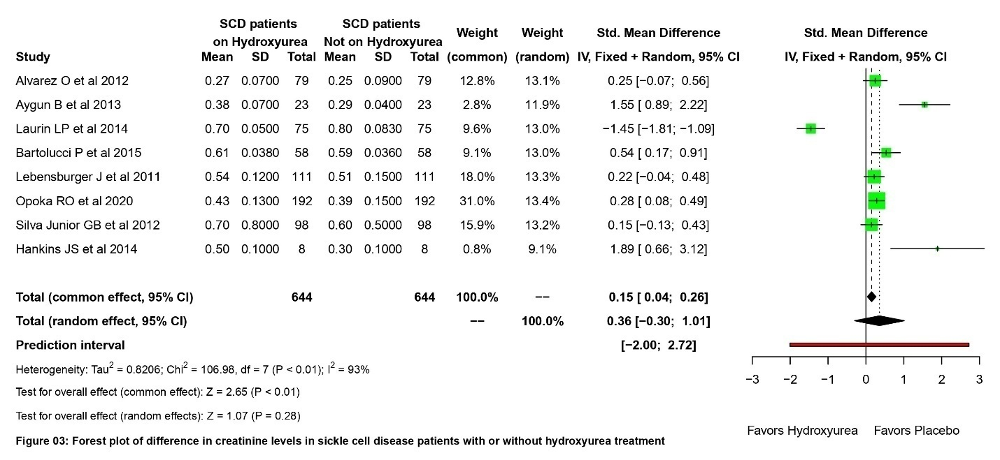 SCD patients SCD patients
on Hydroxyurea Not on Hydroxyurea Weight Weight Std. Mean Difference Std. Mean Difference
Study Mean SD Total Mean SD Total (common) (random) IV, Fixed + Random, 95% CI IV, Fixed + Random, 95% CI
Alvarez O et al 2012 0.27 0.0700 79 0.25 0.0900 79 12.8% 13.1% 0.25 [−0.07; 0.56]
Aygun B et al 2013 0.38 0.0700 23 0.29 0.0400 23 2.8% 11.9% 1.55 [ 0.89; 2.22]
Laurin LP et al 2014 0.70 0.0500 75 0.80 0.0830 75 9.6% 13.0% −1.45 [−1.81; −1.09]
Bartolucci P et al 2015 0.61 0.0380 58 0.59 0.0360 58 9.1% 13.0% 0.54 [ 0.17; 0.91]
Lebensburger J et al 2011 0.54 0.1200 111 0.51 0.1500 111 18.0% 13.3% 0.22 [−0.04; 0.48]
Opoka RO et al 2020 0.43 0.1300 192 0.39 0.1500 192 31.0% 13.4% 0.28 [ 0.08; 0.49]
Silva Junior GB et al 2012 0.70 0.8000 98 0.60 0.5000 98 15.9% 13.2% 0.15 [−0.13; 0.43]
Hankins JS et al 2014 0.50 0.1000 8 0.30 0.1000 8 0.8% 9.1% 1.89 [ 0.66; 3.12]
Total (common effect, 95% CI) 644 644 100.0% −− 0.15 [ 0.04; 0.26]
Total (random effect, 95% CI) −− 100.0% 0.36 [−0.30; 1.01]
Prediction interval [−2.00; 2.72]
Heterogeneity: Tau² = 0.8206; Chi² = 106.98, df = 7 (P < 0.01); I² = 93%
−3 −2 −1 0 1 2 3
Test for overall effect (common effect): Z = 2.65 (P < 0.01)
Test for overall effect (random effects): Z = 1.07 (P = 0.28)
Favors Hydroxyurea Favors Placebo
Figure 03: Forest plot of difference in creatinine levels in sickle cell disease patients with or without hydroxyurea treatment